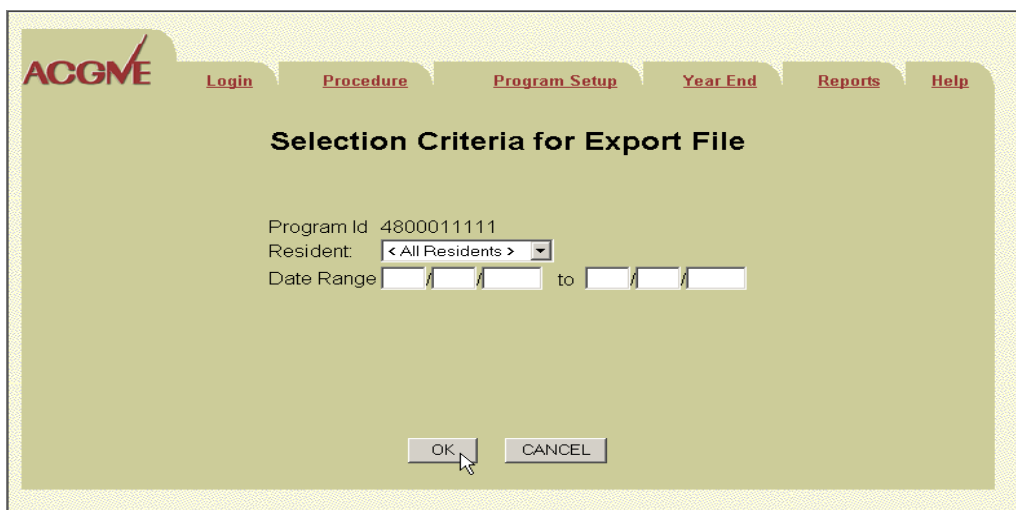 ACGME
Login Procedure Program Setup Year End Reports Help
Selection Criteria for Export File
Program Id 4800011111
Resident: < All Residents >
Date Range / / to / /
OK CANCEL